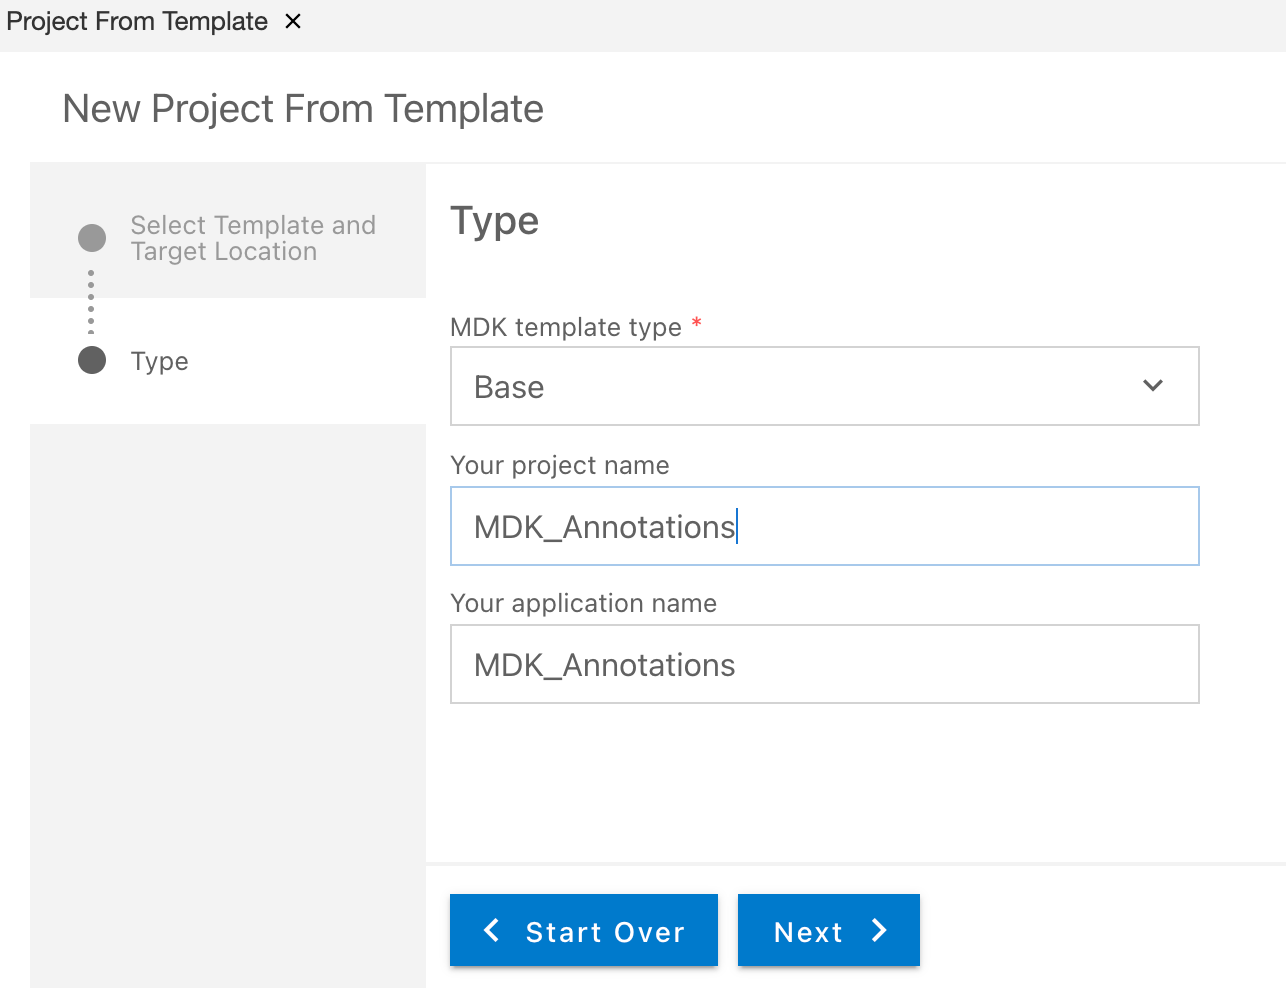 Project From Template
New Project From Template
Select Template and
Target Location
Type
Type
MDK template type *
Base
Your project name
MDK_Annotations
Your application name
MDK_Annotations
Start Over
Next